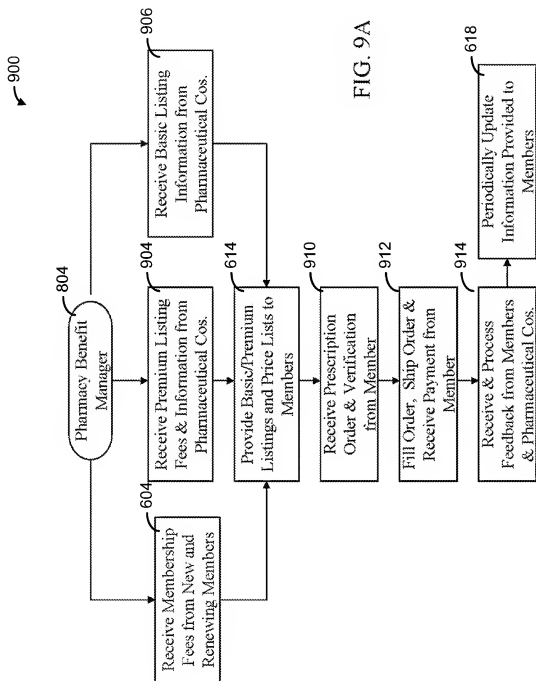 900
804
Pharmacy Benefit
Manager
604
Receive Membership
Fees from New and
Renewing Members
904
Receive Premium Listing
Fees & Information from
Pharmaceutical Cos.
906
Receive Basic Listing
Information from
Pharmaceutical Cos.
614
Provide Basic/Premium
Listings and Price Lists to
Members
910
Receive Prescription
Order & Verification
from Member
912
Fill Order, Ship Order &
Receive Payment from
Member
914
Receive & Process
Feedback from Members
& Pharmaceutical Cos.
618
Periodically Update
Information Provided to
Members
FIG. 9A